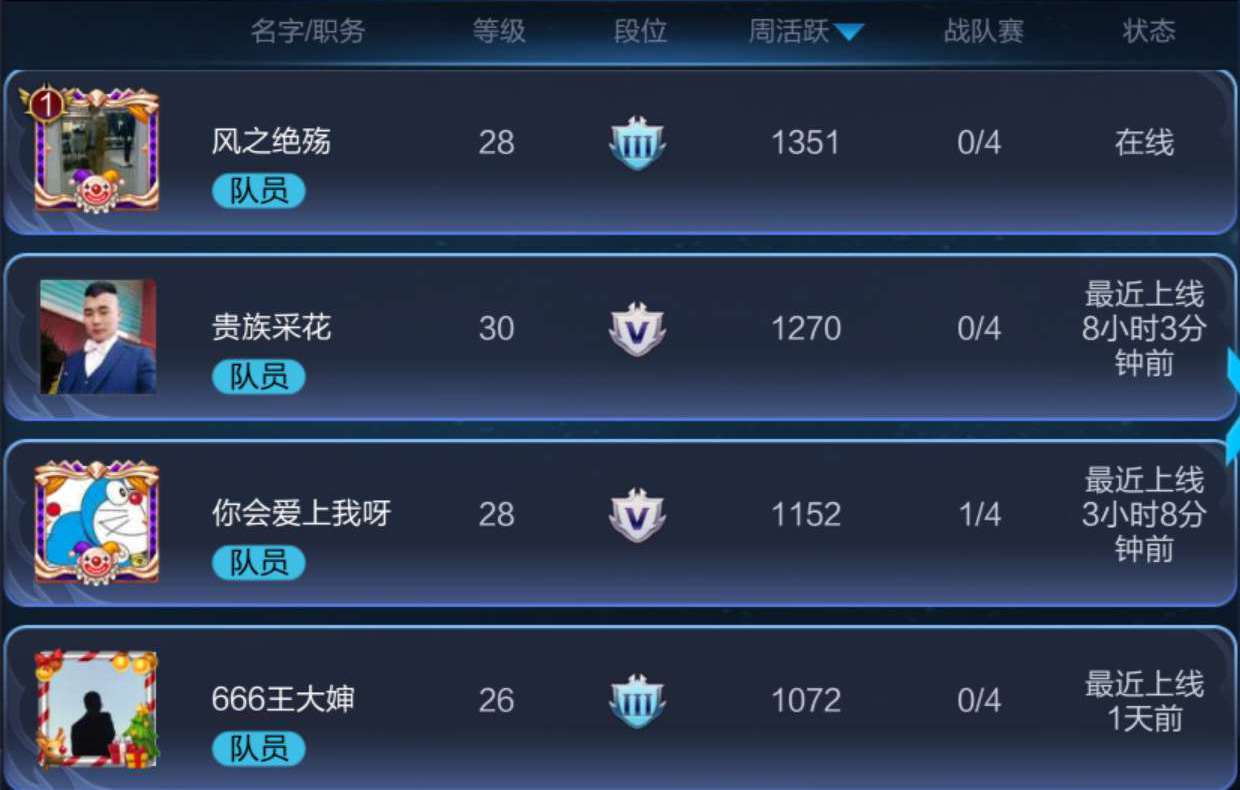 名字/职务 等级 段位 周活跃 战队赛 状态
1
风之绝殇 28 III 1351 0/4 在线
队员
贵族采花 30 V 1270 0/4 最近上线
8小时3分
钟前
队员
你会爱上我呀 28 V 1152 1/4 最近上线
3小时8分
钟前
队员
666王大婶 26 III 1072 0/4 最近上线
1天前
队员